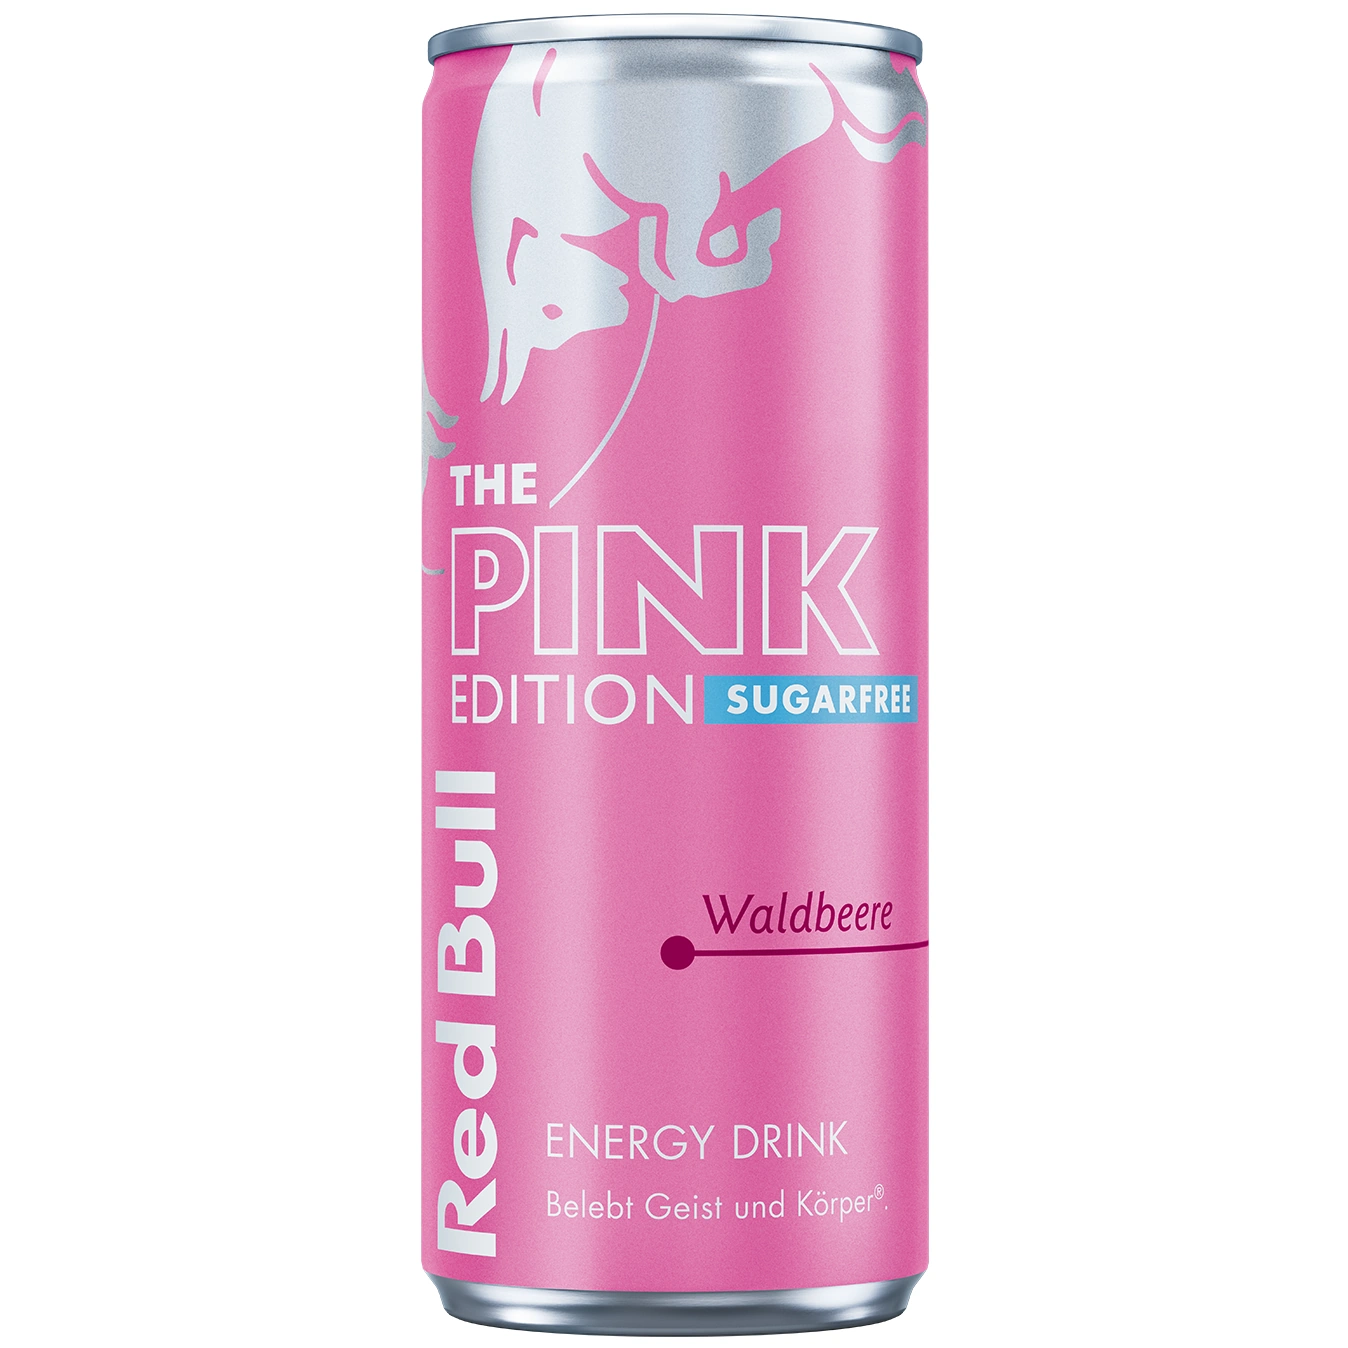 THE
PINK
EDITION SUGARFREE
Red Bull
Waldbeere
ENERGY DRINK
Belebt Geist und Körper®.